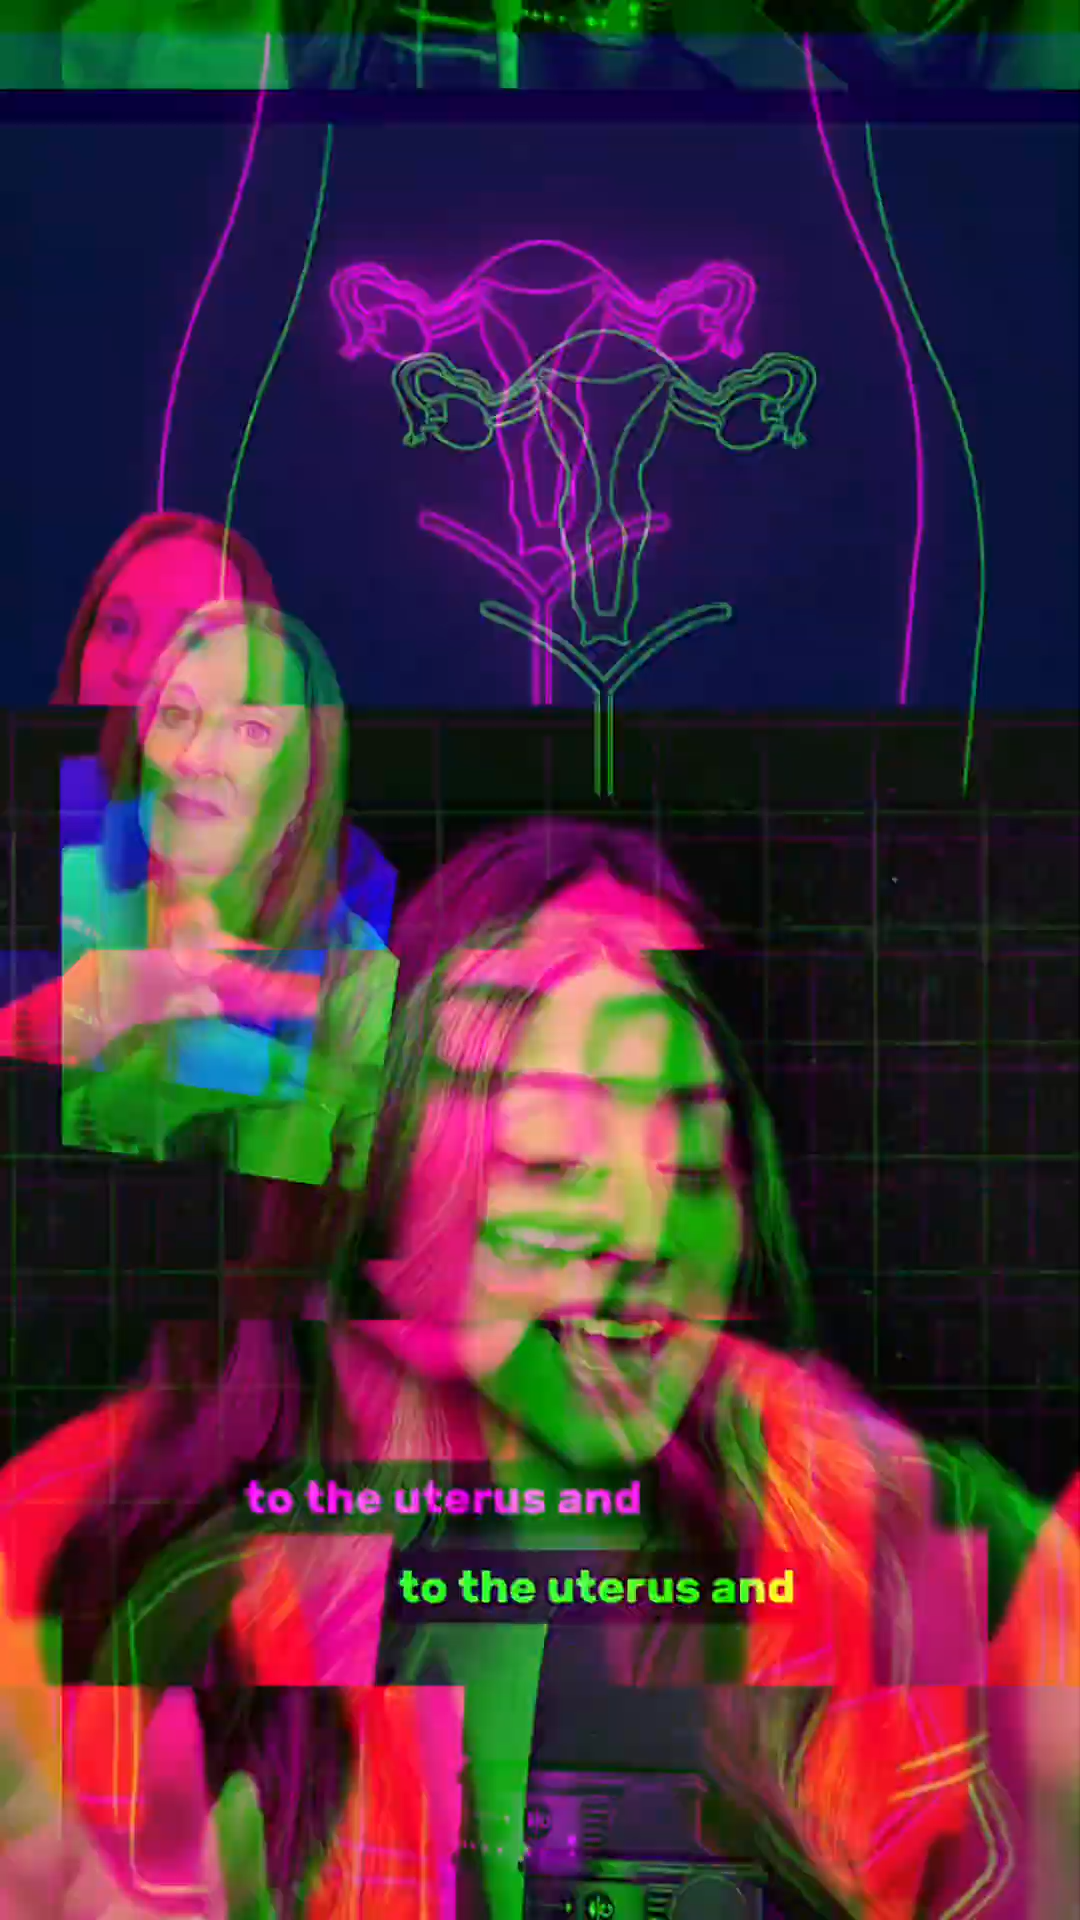 to the uterus and
to the uterus and